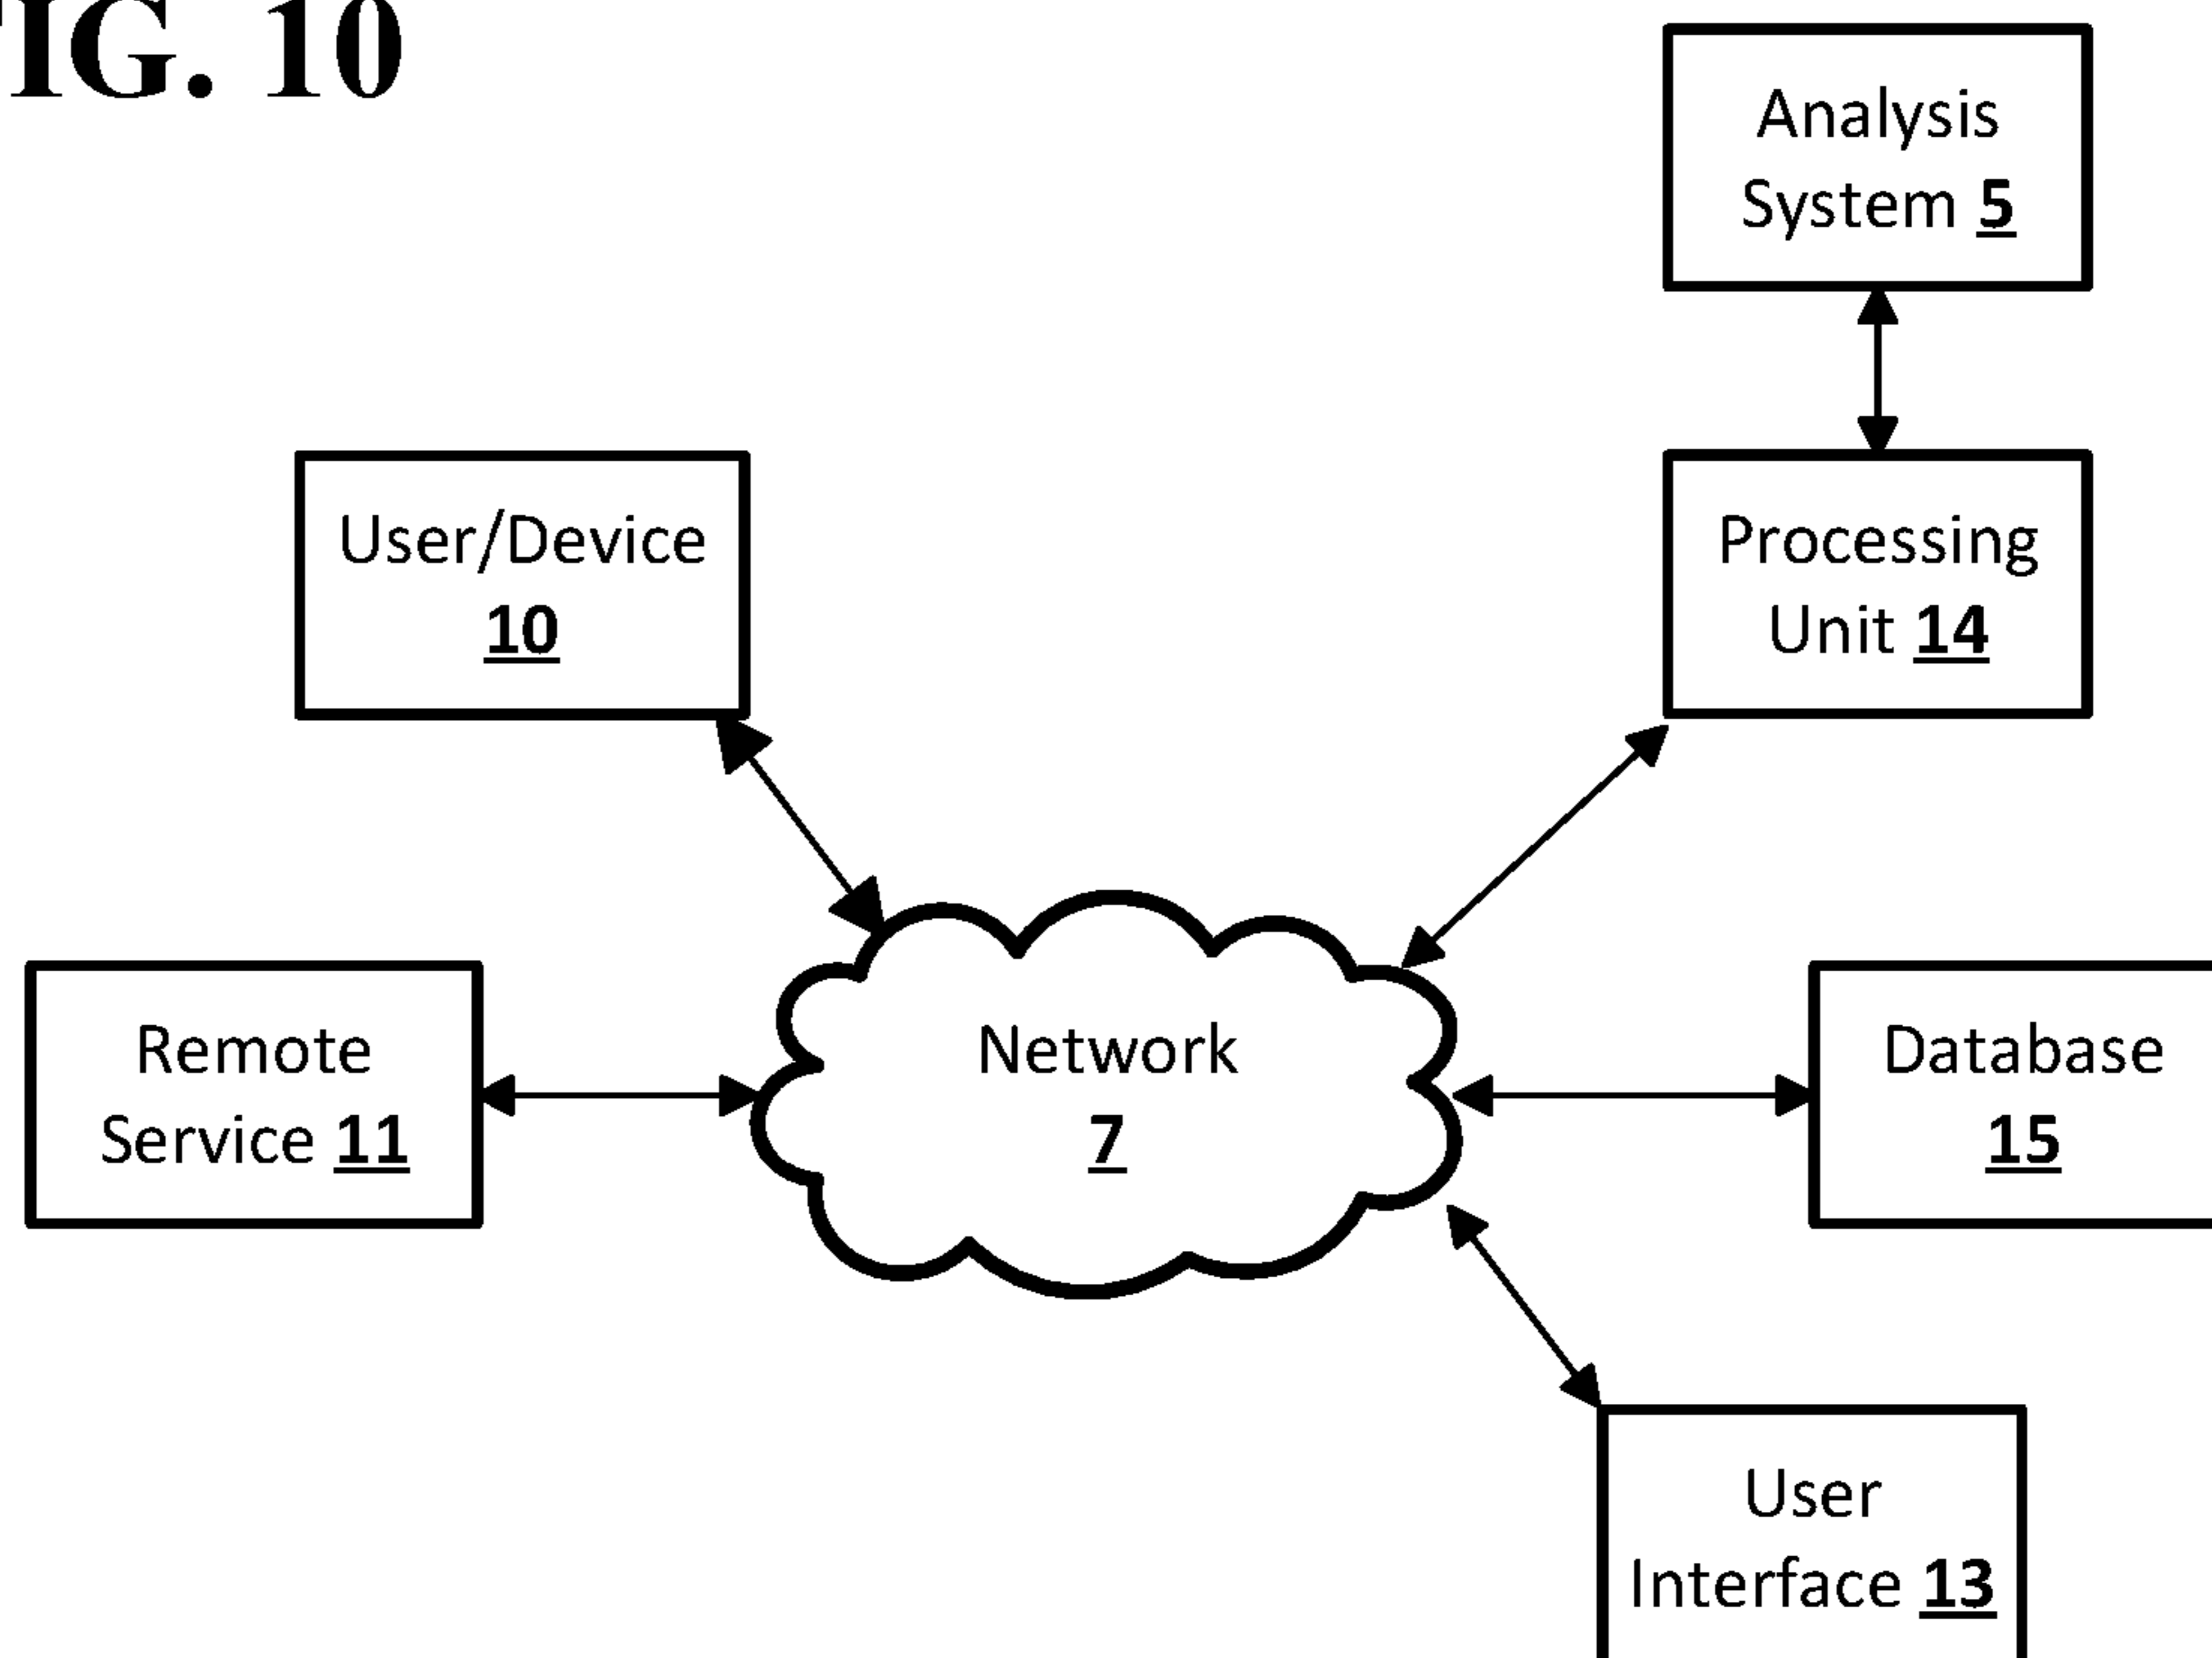 FIG. 10
Analysis
System 5
User/Device
10
Processing
Unit 14
Remote
Service 11
Network
7
Database
15
User
Interface 13